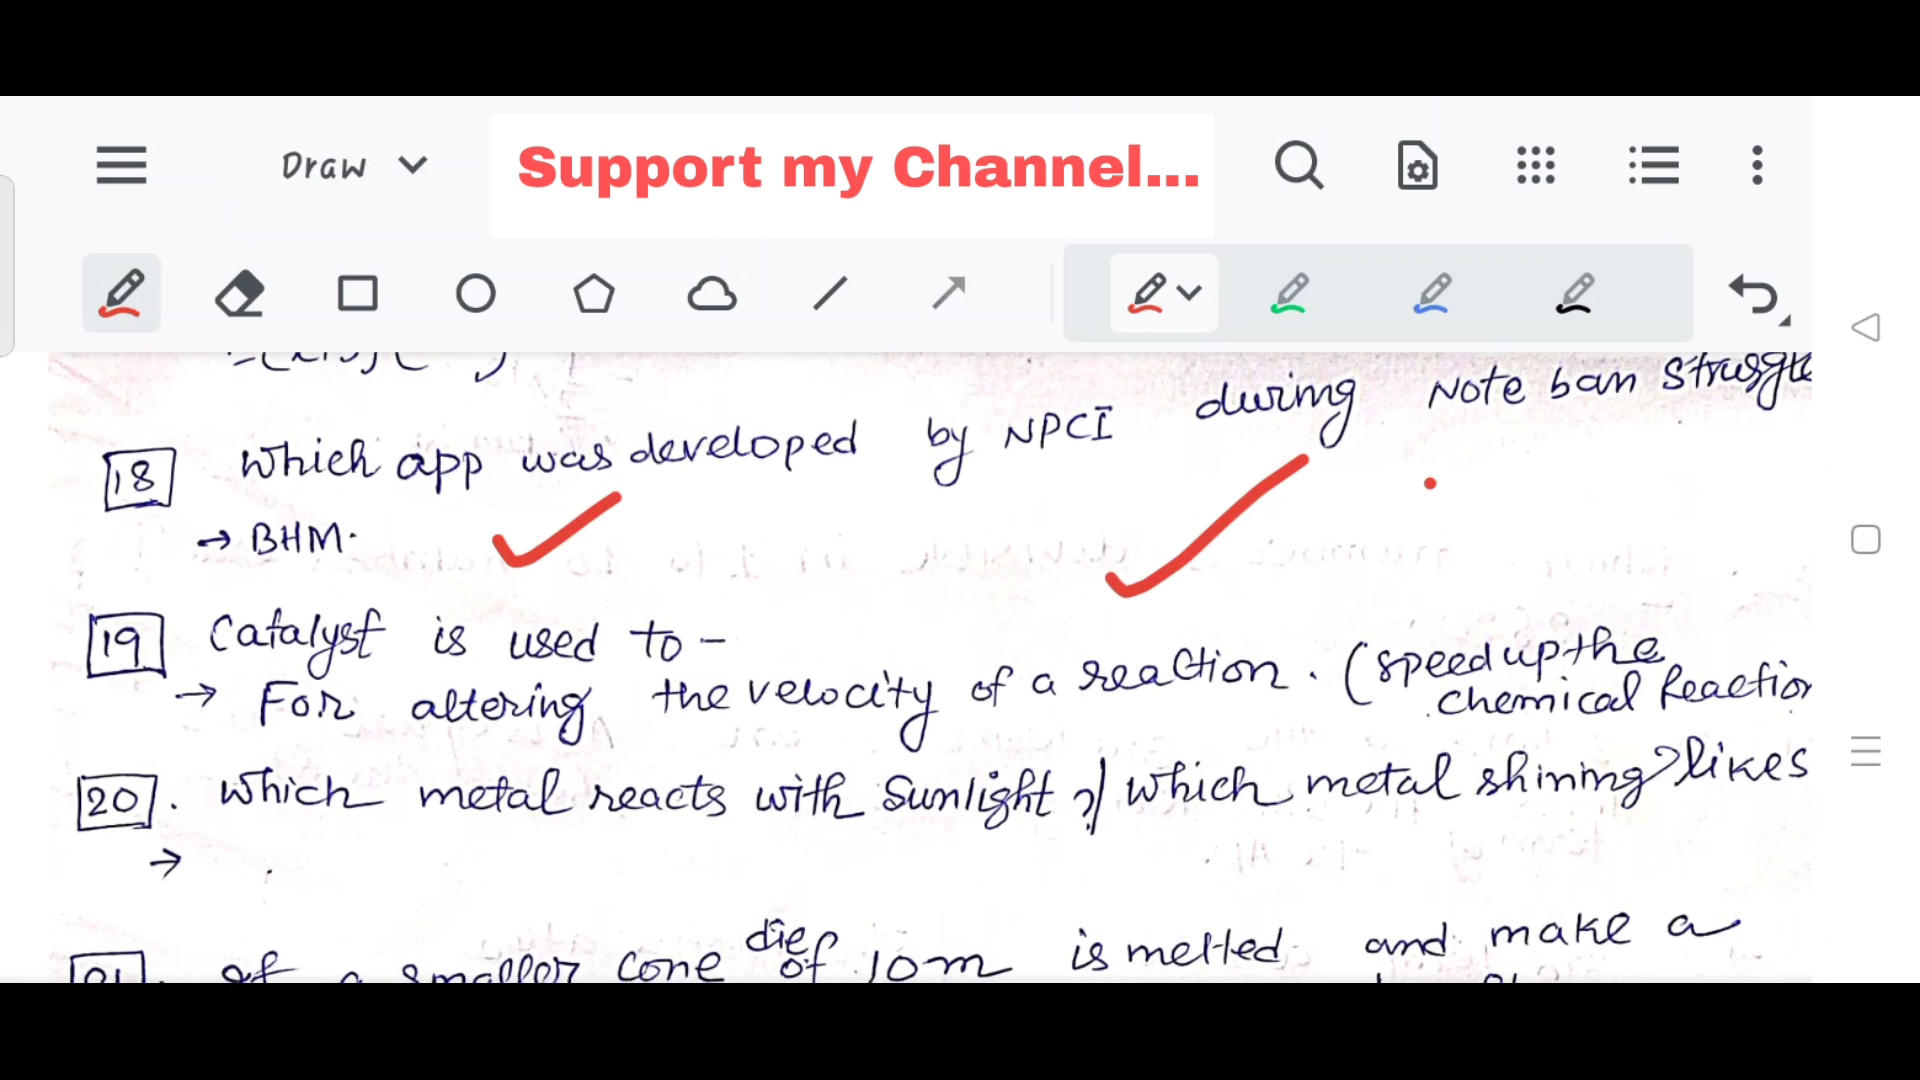 Draw
Support my Channel...
18 which app was developed by NPCI during Note ban struggle
→ BHM.
19 Catalyst is used to -
→ For altering the velocity of a reaction. (speed up the
chemical Reaction
20. which metal reacts with Sunlight ?/ which metal shining likes
→ .
of a smaller cone die of 10m is melted and make a